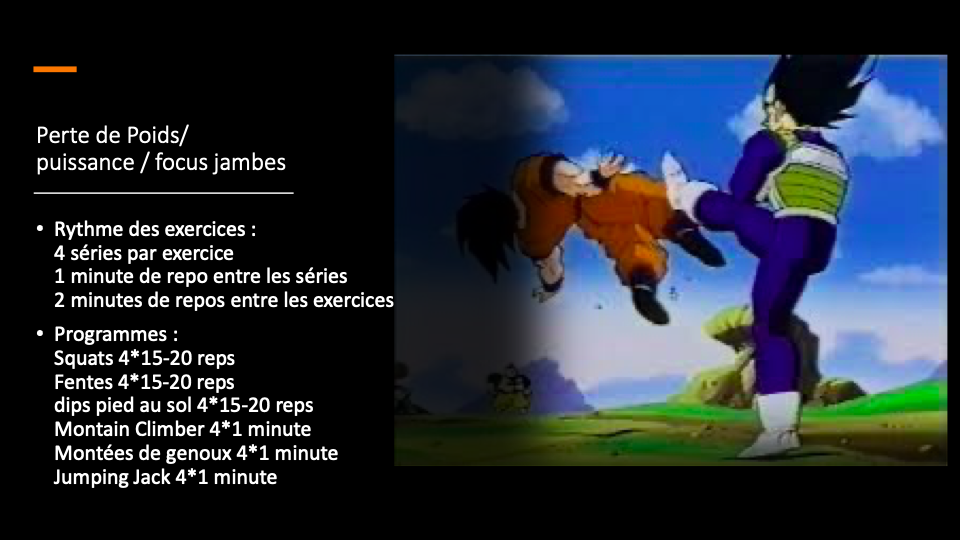 Perte de Poids/
puissance / focus jambes
• Rythme des exercices :
4 séries par exercice
1 minute de repo entre les séries
2 minutes de repos entre les exercices
• Programmes :
Squats 4*15-20 reps
Fentes 4*15-20 reps
dips pied au sol 4*15-20 reps
Montain Climber 4*1 minute
Montées de genoux 4*1 minute
Jumping Jack 4*1 minute